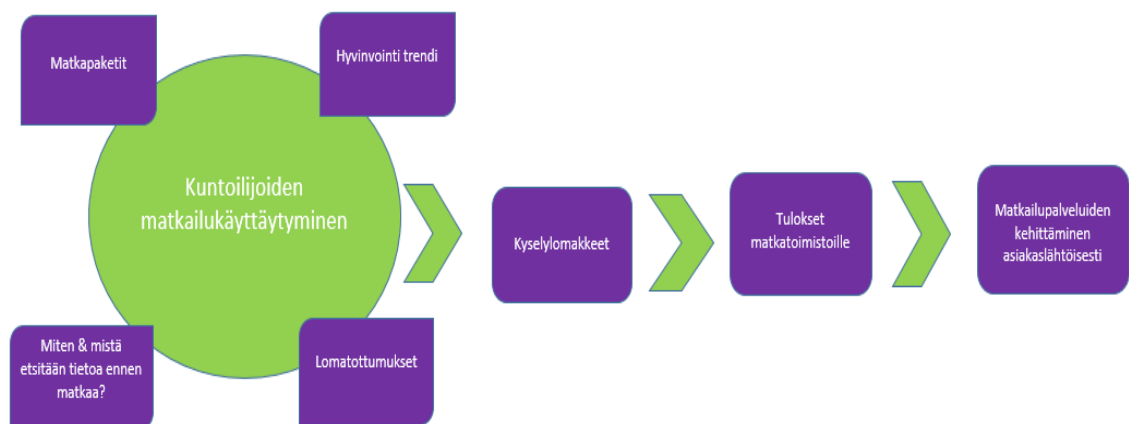 Matkapaketit
Hyvinvointi trendi
Kuntoilijoiden
matkailukäyttäytyminen
Miten & mistä
etsitään tietoa ennen
matkaa?
Lomatottumukset
Kyselylomakkeet
Tulokset
matkatoimistoille
Matkailupalveluiden
kehittäminen
asiakaslähtöisesti